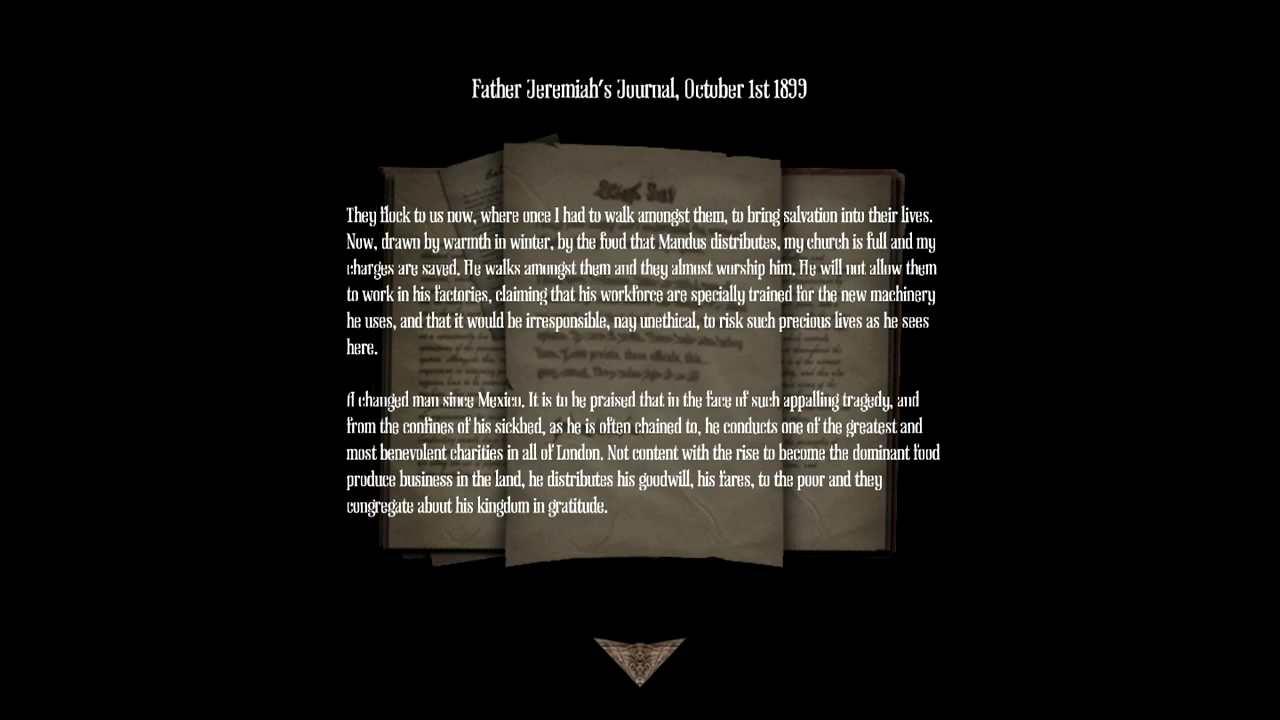 Father Jeremiah's Journal, October 1st 1899
They flock to us now, where once I had to walk amongst them, to bring salvation into their lives.
Now, drawn by warmth in winter, by the food that Mandus distributes, my church is full and my
charges are saved. He walks amongst them and they almost worship him. He will not allow them
to work in his factories, claiming that his workforce are specially trained for the new machinery
he uses, and that it would be irresponsible, nay unethical, to risk such precious lives as he sees
here.
A changed man since Mexico. It is to be praised that in the face of such appalling tragedy, and
from the confines of his sickbed, as he is often chained to, he conducts one of the greatest and
most benevolent charities in all of London. Not content with the rise to become the dominant food
produce business in the land, he distributes his goodwill, his fares, to the poor and they
congregate about his kingdom in gratitude.